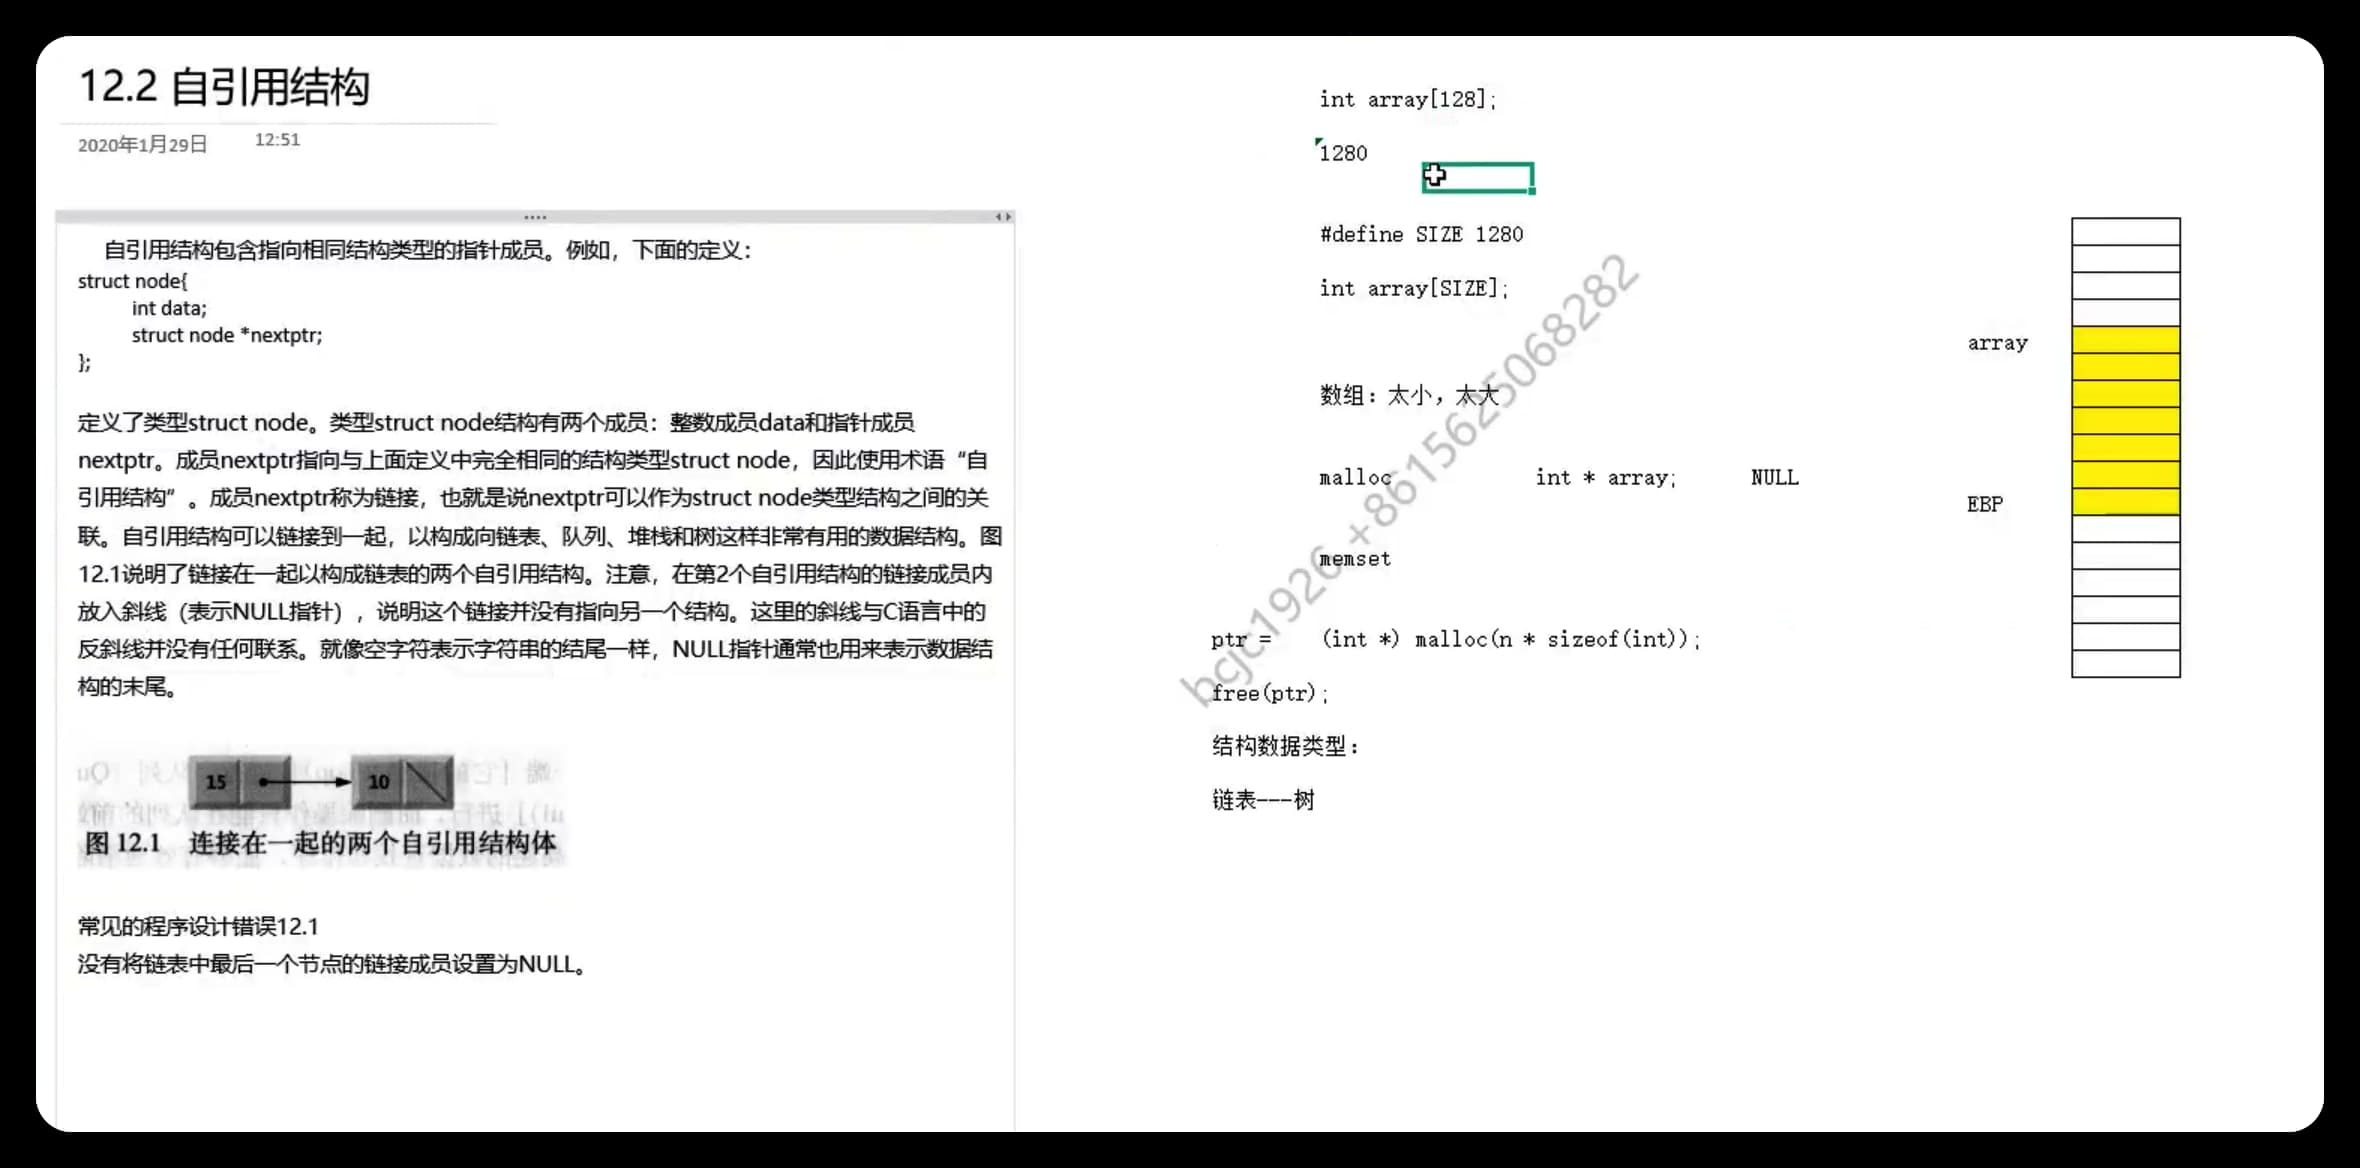 12.2 自引用结构
2020年1月29日 12:51
自引用结构包含指向相同结构类型的指针成员。例如，下面的定义：
struct node{
int data;
struct node *nextptr;
};
定义了类型struct node。类型struct node结构有两个成员：整数成员data和指针成员
nextptr。成员nextptr指向与上面定义中完全相同的结构类型struct node，因此使用术语“自
引用结构”。成员nextptr称为链接，也就是说nextptr可以作为struct node类型结构之间的关
联。自引用结构可以链接到一起，以构成向链表、队列、堆栈和树这样非常有用的数据结构。图
12.1说明了链接在一起以构成链表的两个自引用结构。注意，在第2个自引用结构的链接成员内
放入斜线（表示NULL指针），说明这个链接并没有指向另一个结构。这里的斜线与C语言中的
反斜线并没有任何联系。就像空字符表示字符串的结尾一样，NULL指针通常也用来表示数据结
构的末尾。
15 10
图 12.1 连接在一起的两个自引用结构体
常见的程序设计错误12.1
没有将链表中最后一个节点的链接成员设置为NULL。
int array[128];
1280
#define SIZE 1280
int array[SIZE];
数组：太小，太大
malloc int * array; NULL
memset
ptr = (int *) malloc(n * sizeof(int));
free(ptr);
结构数据类型：
链表---树
array
EBP
bcjc1926 +8615625068282